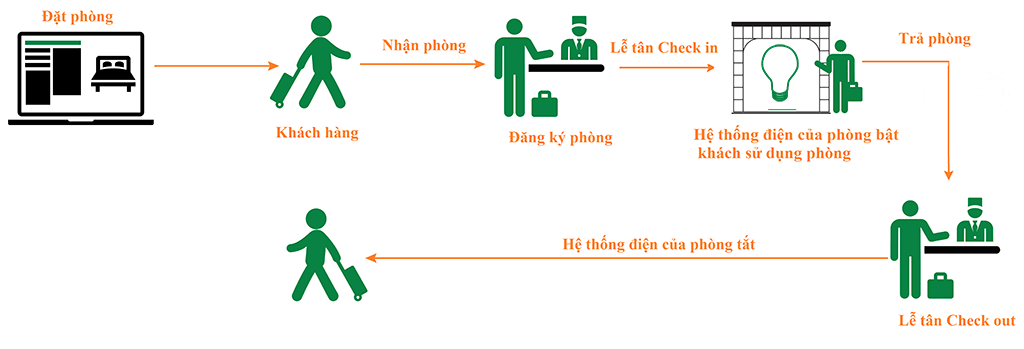 Đặt phòng
Khách hàng
Nhận phòng
Đăng ký phòng
Lễ tân Check in
Hệ thống điện của phòng bật
khách sử dụng phòng
Trả phòng
Lễ tân Check out
Hệ thống điện của phòng tắt